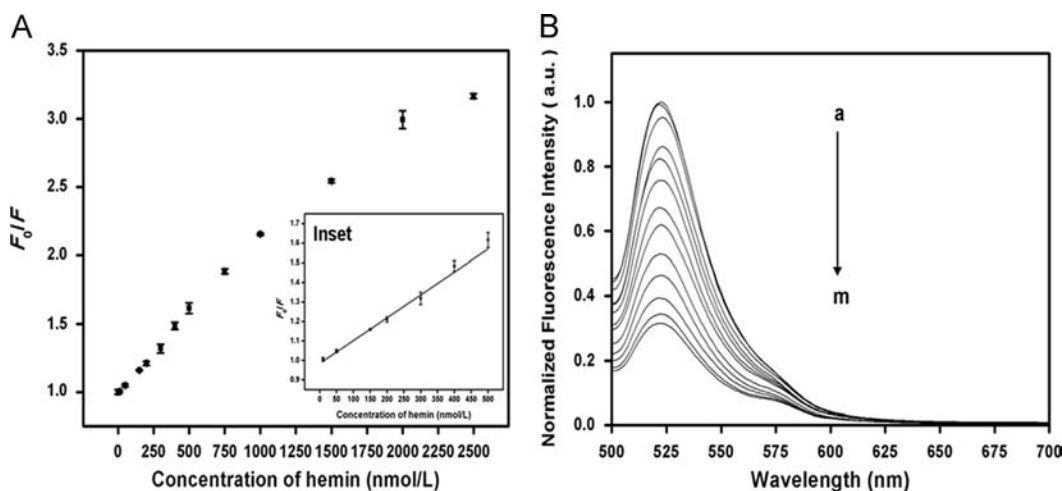 A
F0/F
3.5
3.0
2.5
2.0
1.5
1.0
0 250 500 750 1000 1250 1500 1750 2000 2250 2500
Concentration of hemin (nmol/L)
Inset
F0/F
1.7
1.6
1.5
1.4
1.3
1.2
1.1
1.0
0.9
0 50 100 150 200 250 300 350 400 450 500
Concentration of hemin (nmol/L)
B
Normalized Fluorescence Intensity ( a.u. )
1.0
0.8
0.6
0.4
0.2
0.0
a
m
500 525 550 575 600 625 650 675 700
Wavelength (nm)